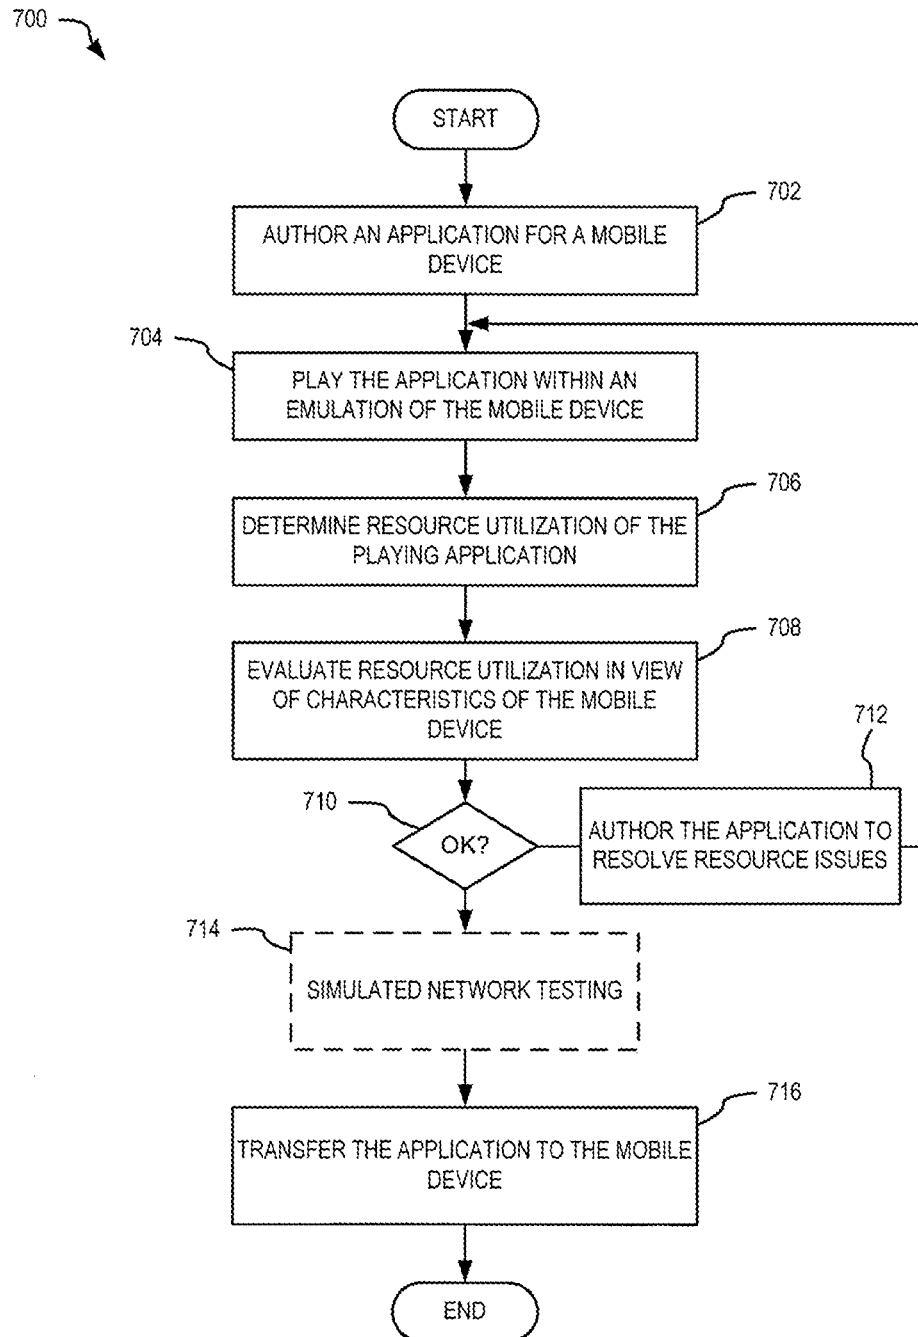 700
START
702
AUTHOR AN APPLICATION FOR A MOBILE
DEVICE
704
PLAY THE APPLICATION WITHIN AN
EMULATION OF THE MOBILE DEVICE
706
DETERMINE RESOURCE UTILIZATION OF THE
PLAYING APPLICATION
708
EVALUATE RESOURCE UTILIZATION IN VIEW
OF CHARACTERISTICS OF THE MOBILE
DEVICE
712
710
OK?
AUTHOR THE APPLICATION TO
RESOLVE RESOURCE ISSUES
714
SIMULATED NETWORK TESTING
716
TRANSFER THE APPLICATION TO THE MOBILE
DEVICE
END